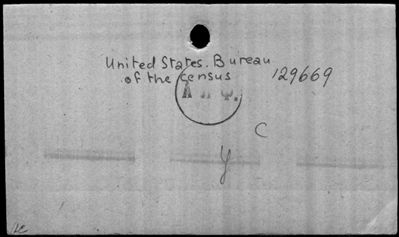 United States. Bureau
of the census 129669
C
y